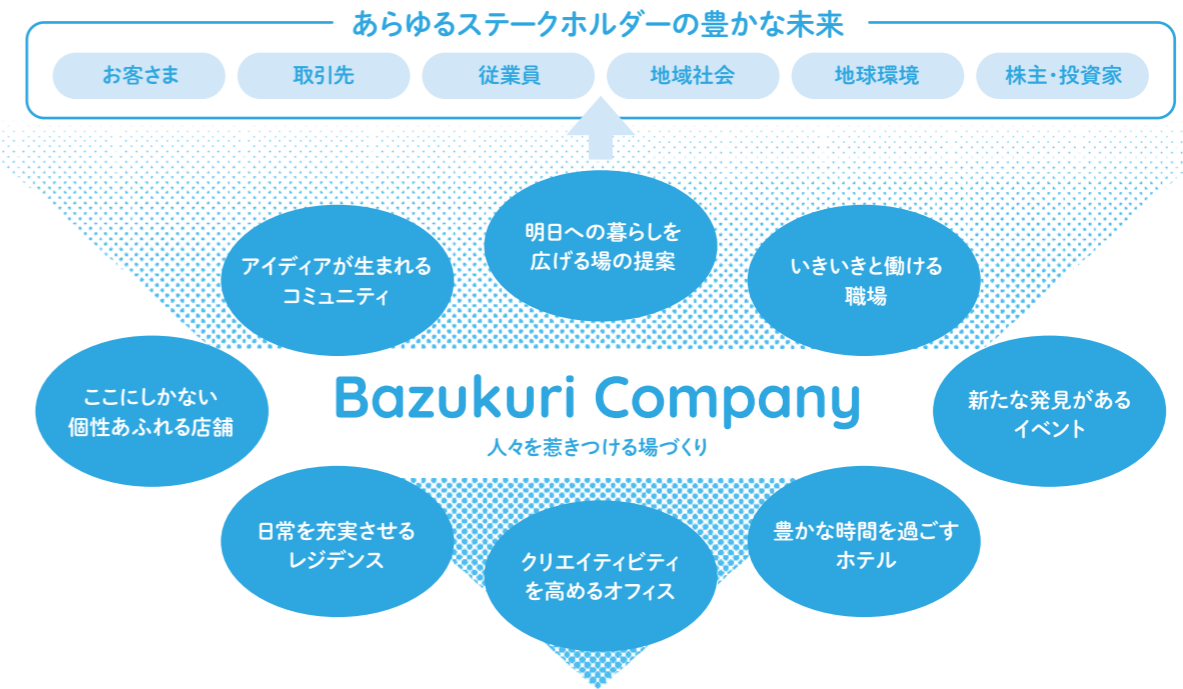 あらゆるステークホルダーの豊かな未来
お客さま
取引先
従業員
地域社会
地球環境
株主・投資家
明日への暮らしを
広げる場の提案
アイディアが生まれる
コミュニティ
いきいきと働ける
職場
ここにしかない
個性あふれる店舗
Bazukuri Company
人々を惹きつける場づくり
新たな発見がある
イベント
日常を充実させる
レジデンス
クリエイティビティ
を高めるオフィス
豊かな時間を過ごす
ホテル